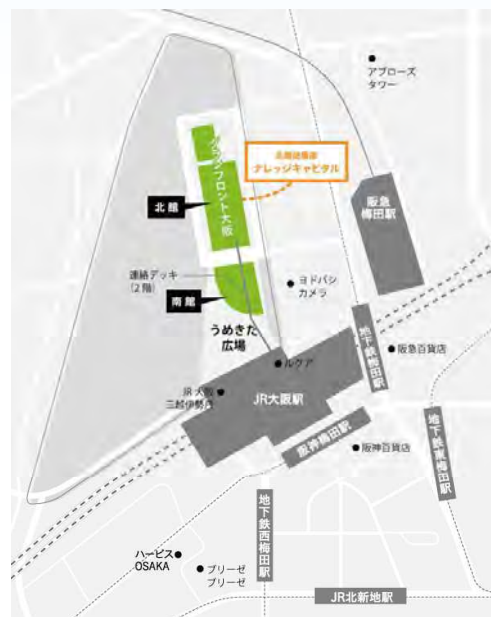 アプローズ
タワー
グランフロント大阪
ナレッジキャピタル
北館
阪急
梅田駅
連絡デッキ
(2階)
南館
ヨドバシ
カメラ
うめきた
広場
地下鉄梅田駅
ルクア
阪急百貨店
JR大阪
三越伊勢丹
JR大阪駅
阪神梅田駅
地下鉄東梅田駅
阪神百貨店
地下鉄西梅田駅
ハービス
OSAKA
ブリーゼ
ブリーゼ
JR北新地駅